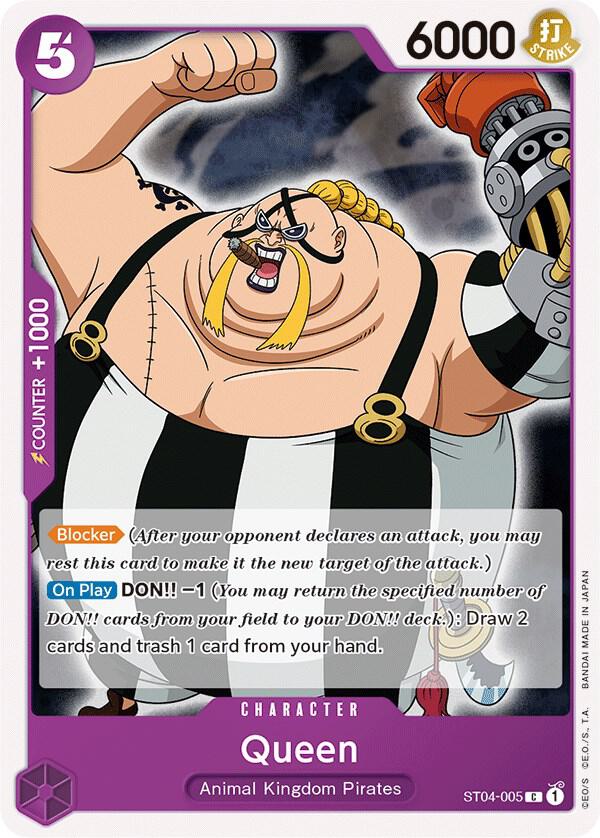 5
6000
打
STRIKE
COUNTER +1000
Blocker (After your opponent declares an attack, you may
rest this card to make it the new target of the attack.)
On Play DON!! −1 (You may return the specified number of
DON!! cards from your field to your DON!! deck.): Draw 2
cards and trash 1 card from your hand.
CHARACTER
Queen
Animal Kingdom Pirates
ST04-005 C 1
©EO/S ©E.O./S., T.A. BANDAI MADE IN JAPAN